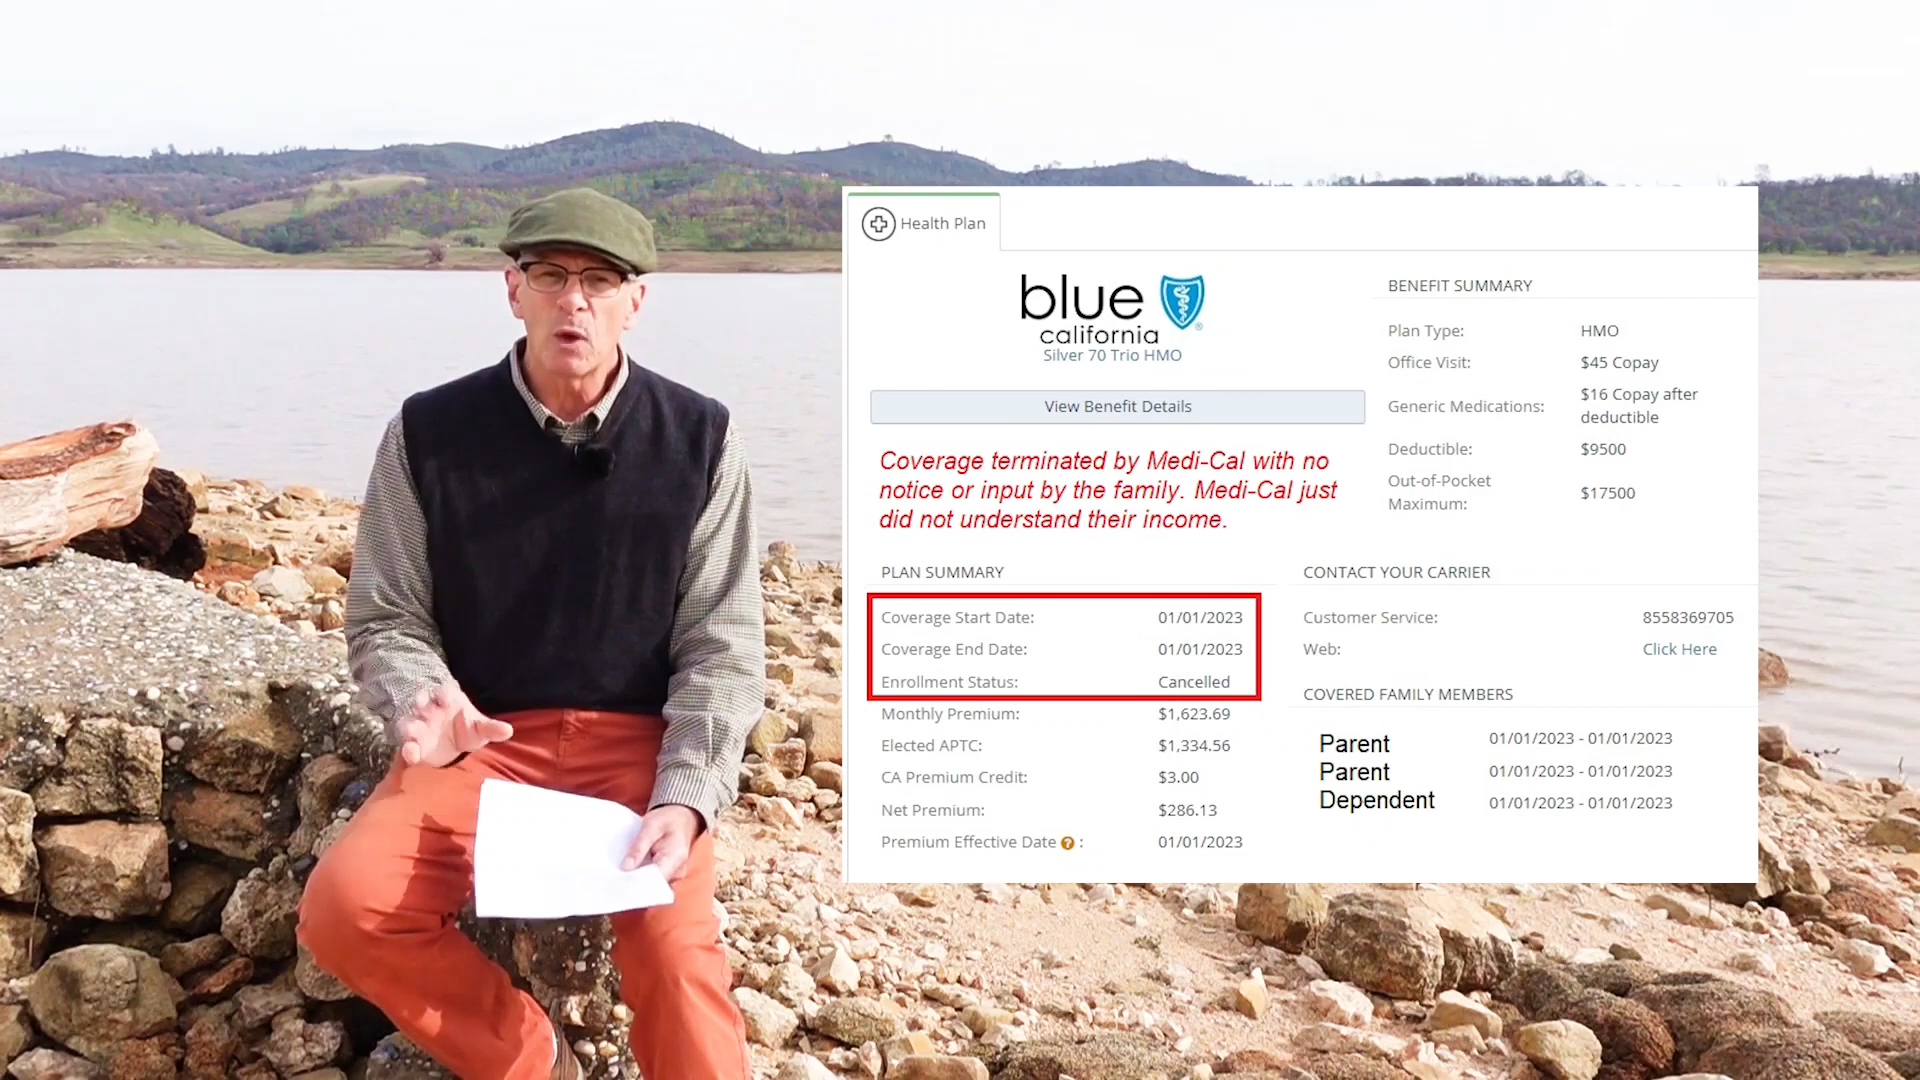 Health Plan
blue
california
Silver 70 Trio HMO
View Benefit Details
Coverage terminated by Medi-Cal with no
notice or input by the family. Medi-Cal just
did not understand their income.
BENEFIT SUMMARY
Plan Type: HMO
Office Visit: $45 Copay
Generic Medications: $16 Copay after
deductible
Deductible: $9500
Out-of-Pocket
Maximum: $17500
PLAN SUMMARY
Coverage Start Date: 01/01/2023
Coverage End Date: 01/01/2023
Enrollment Status: Cancelled
Monthly Premium: $1,623.69
Elected APTC: $1,334.56
CA Premium Credit: $3.00
Net Premium: $286.13
Premium Effective Date ? : 01/01/2023
CONTACT YOUR CARRIER
Customer Service: 8558369705
Web: Click Here
COVERED FAMILY MEMBERS
Parent 01/01/2023 - 01/01/2023
Parent 01/01/2023 - 01/01/2023
Dependent 01/01/2023 - 01/01/2023